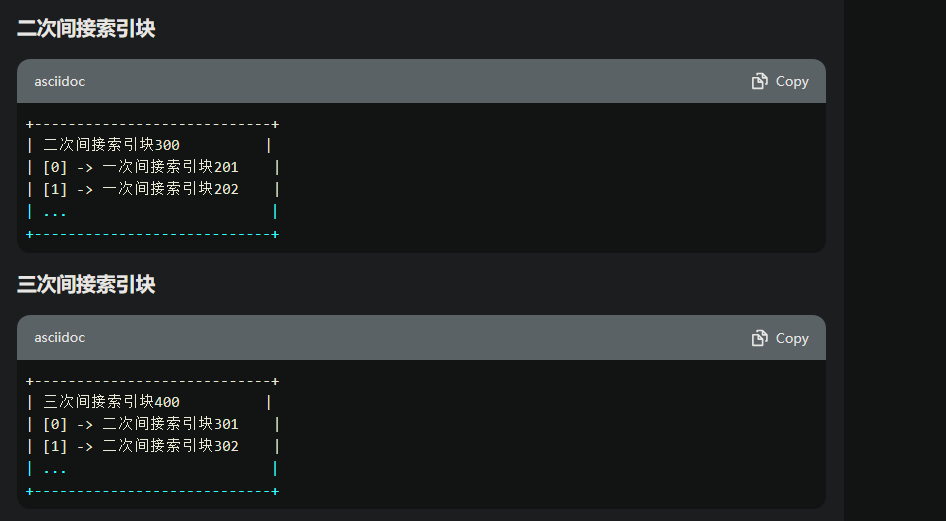 二次间接索引块
asciidoc
Copy
+----------------------------+
| 二次间接索引块300          |
| [0] -> 一次间接索引块201    |
| [1] -> 一次间接索引块202    |
| ...                        |
+----------------------------+
三次间接索引块
asciidoc
Copy
+----------------------------+
| 三次间接索引块400          |
| [0] -> 二次间接索引块301    |
| [1] -> 二次间接索引块302    |
| ...                        |
+----------------------------+